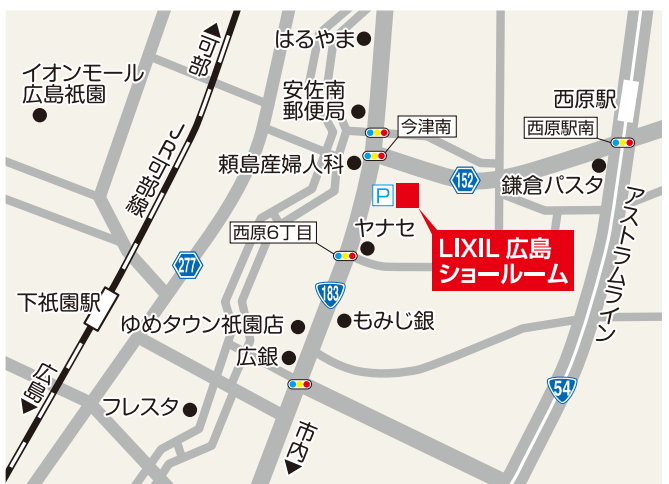 はるやま
可部
イオンモール
広島祇園
安佐南
郵便局
西原駅
今津南
西原駅南
JR可部線
頼島産婦人科
152
鎌倉パスタ
P
ヤナセ
西原6丁目
LIXIL 広島
ショールーム
アストラムライン
277
183
下祇園駅
ゆめタウン祇園店
もみじ銀
広銀
広島
フレスタ
54
市内